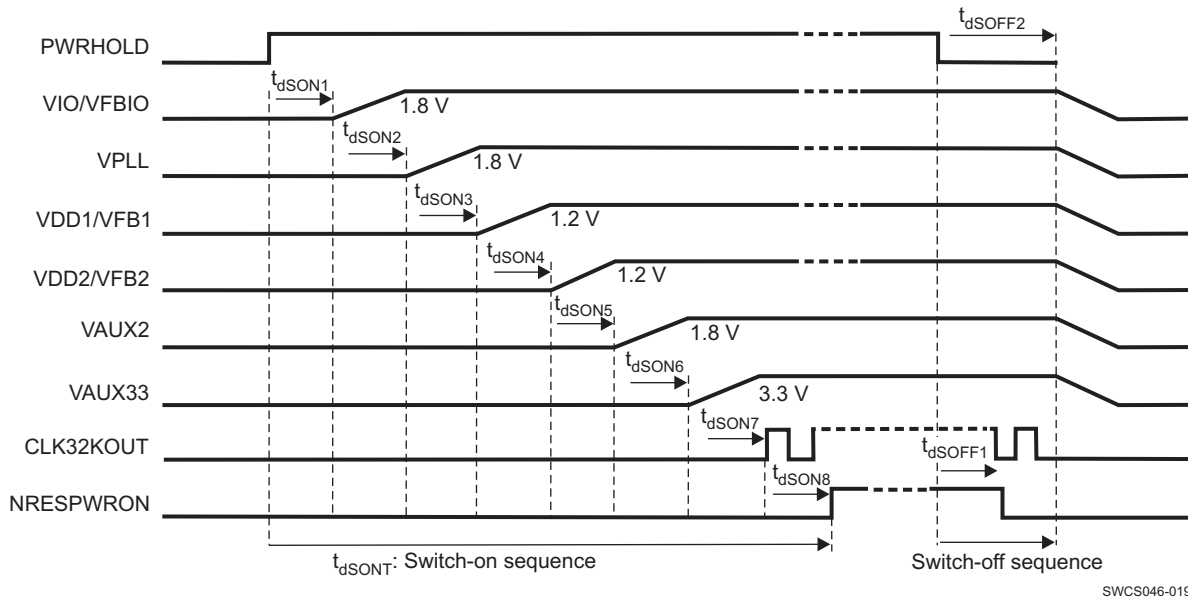 PWRHOLD
tdSOFF2
tdSON1
VIO/VFBIO
1.8 V
tdSON2
VPLL
1.8 V
tdSON3
VDD1/VFB1
1.2 V
tdSON4
VDD2/VFB2
1.2 V
tdSON5
VAUX2
1.8 V
tdSON6
VAUX33
3.3 V
tdSON7
CLK32KOUT
tdSOFF1
tdSON8
NRESPWRON
tdSONT: Switch-on sequence
Switch-off sequence
SWCS046-019